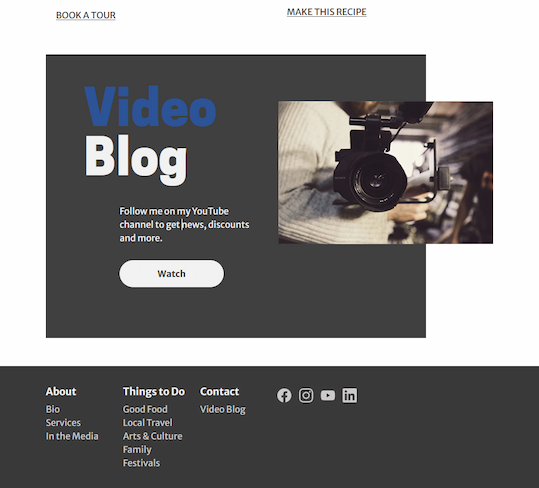 BOOK A TOUR
MAKE THIS RECIPE
Video
Blog
Follow me on my YouTube
channel to get news, discounts
and more.
Watch
About
Bio
Services
In the Media
Things to Do
Good Food
Local Travel
Arts & Culture
Family
Festivals
Contact
Video Blog